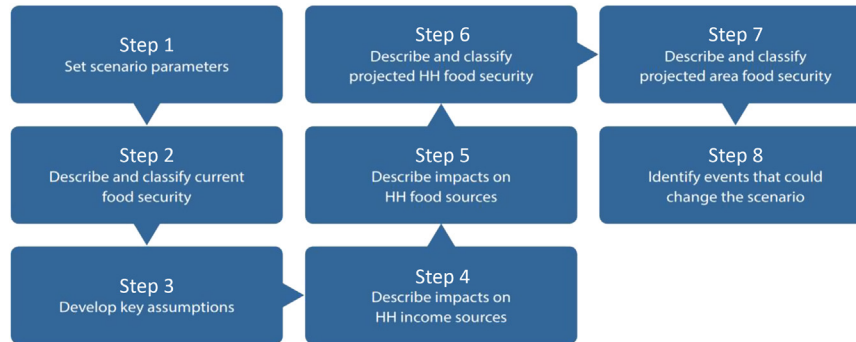 Step 1
Set scenario parameters
Step 2
Describe and classify current
food security
Step 3
Develop key assumptions
Step 4
Describe impacts on
HH income sources
Step 5
Describe impacts on
HH food sources
Step 6
Describe and classify
projected HH food security
Step 7
Describe and classify
projected area food security
Step 8
Identify events that could
change the scenario